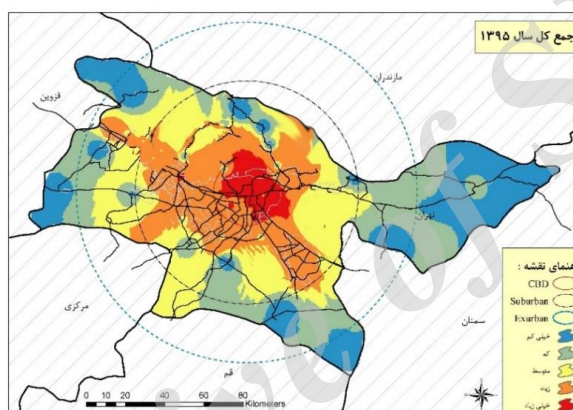 جمع کل سال ۱۳۹۵
مازندران
قزوین
تهران
سمنان
مرکزی
قم
هنمای نقشه :
CBD
Suburban
Exurban
خیلی کم
کم
متوسط
زیاد
خیلی زیاد
0 10 20 40 60 80
Kilometers